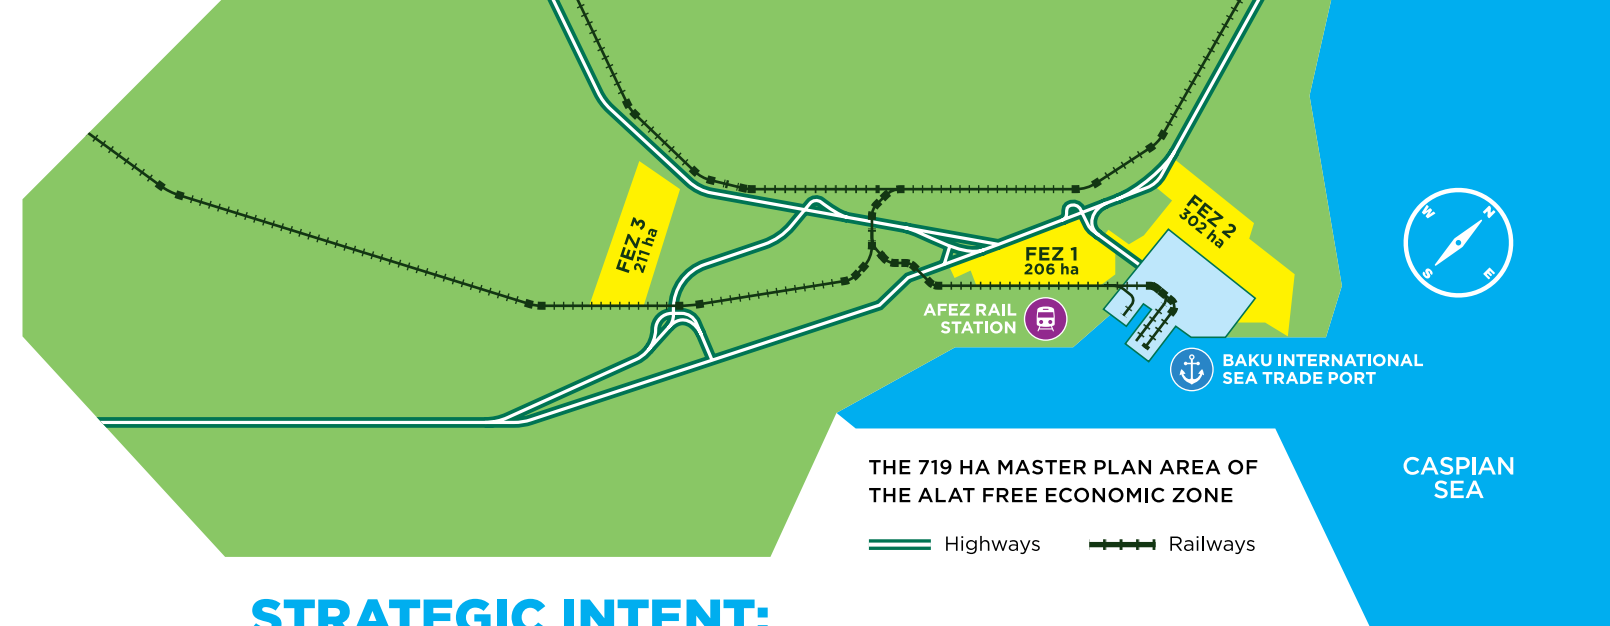 FEZ 3
211 ha
FEZ 1
206 ha
FEZ 2
302 ha
W
N
S
E
AFEZ RAIL
STATION
BAKU INTERNATIONAL
SEA TRADE PORT
CASPIAN
SEA
THE 719 HA MASTER PLAN AREA OF
THE ALAT FREE ECONOMIC ZONE
Highways
Railways
STRATEGIC INTENT: